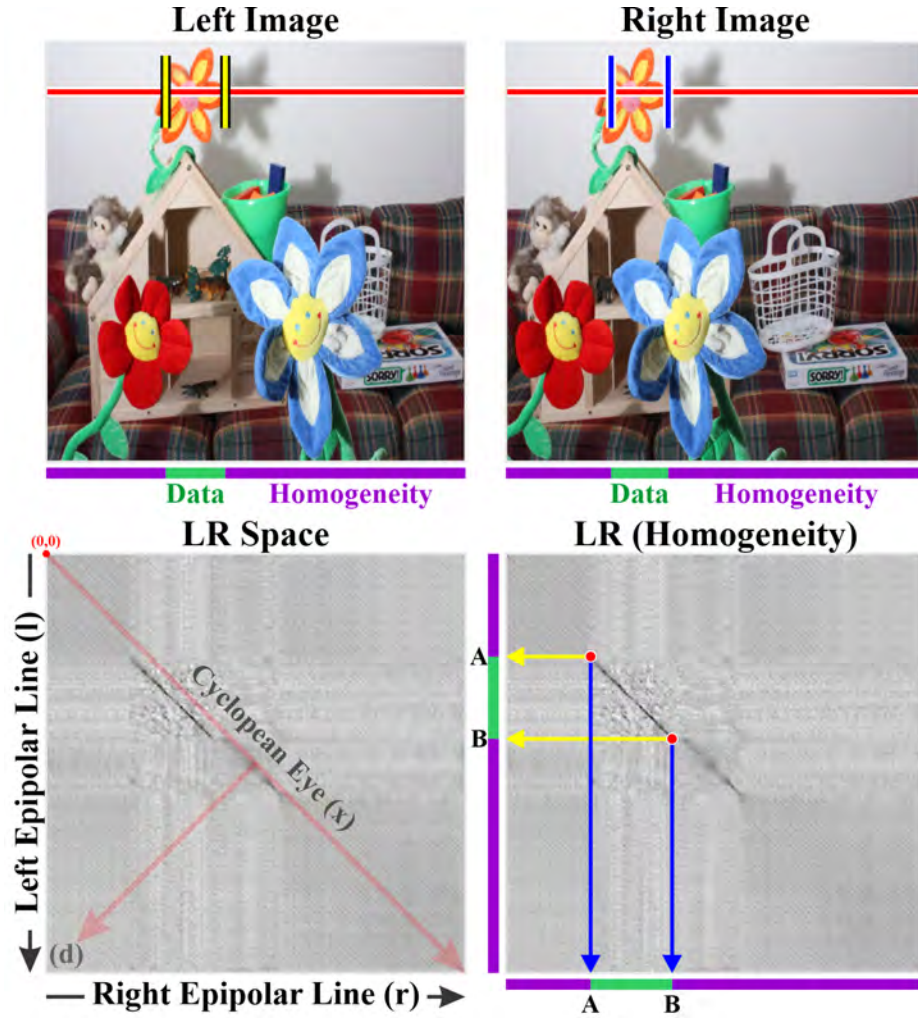 Left Image
Right Image
SORRY!
SORRY!
SORRY!
SORRY!
Data
Homogeneity
Data
Homogeneity
LR Space
LR (Homogeneity)
(0,0)
Left Epipolar Line (l)
Cyclopean Eye (x)
(d)
Right Epipolar Line (r)
A
B
A
B